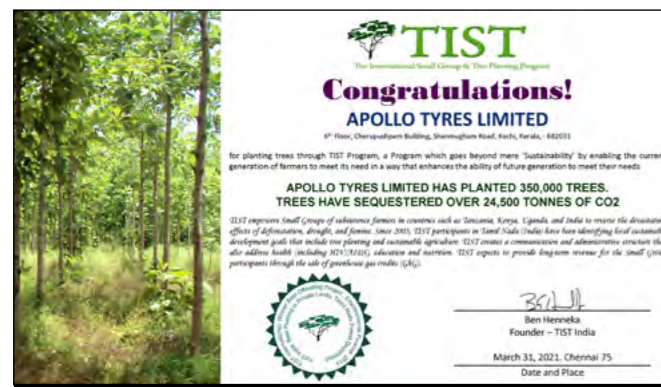 TIST
The International Small Group & Tree Planting Program
Congratulations!
APOLLO TYRES LIMITED
6th Floor, Cherupushpam Building, Shanmugham Road, Kochi, Kerala, - 682031
for planting trees through TIST Program, a Program which goes beyond mere 'Sustainability' by enabling the curren
generation of farmers to meet its need in a way that enhances the ability of future generation to meet their needs
APOLLO TYRES LIMITED HAS PLANTED 350,000 TREES.
TREES HAVE SEQUESTERED OVER 24,500 TONNES OF CO2
TIST empowers Small Groups of subsistence farmers in countries such as Tanzania, Kenya, Uganda, and India to reverse the devastatin
effects of deforestation, drought, and famine. Since 2003, TIST participants in Tamil Nadu (India) have been identifying local sustainab
development goals that include tree planting and sustainable agriculture. TIST creates a communication and administrative structure tha
also address health (including HIV/AIDS), education and nutrition. TIST expects to provide long-term revenue for the Small Grou
participants through the sale of greenhouse gas credits (GhG).
Ben Henneka
Founder – TIST India
March 31, 2021. Chennai 75
Date and Place